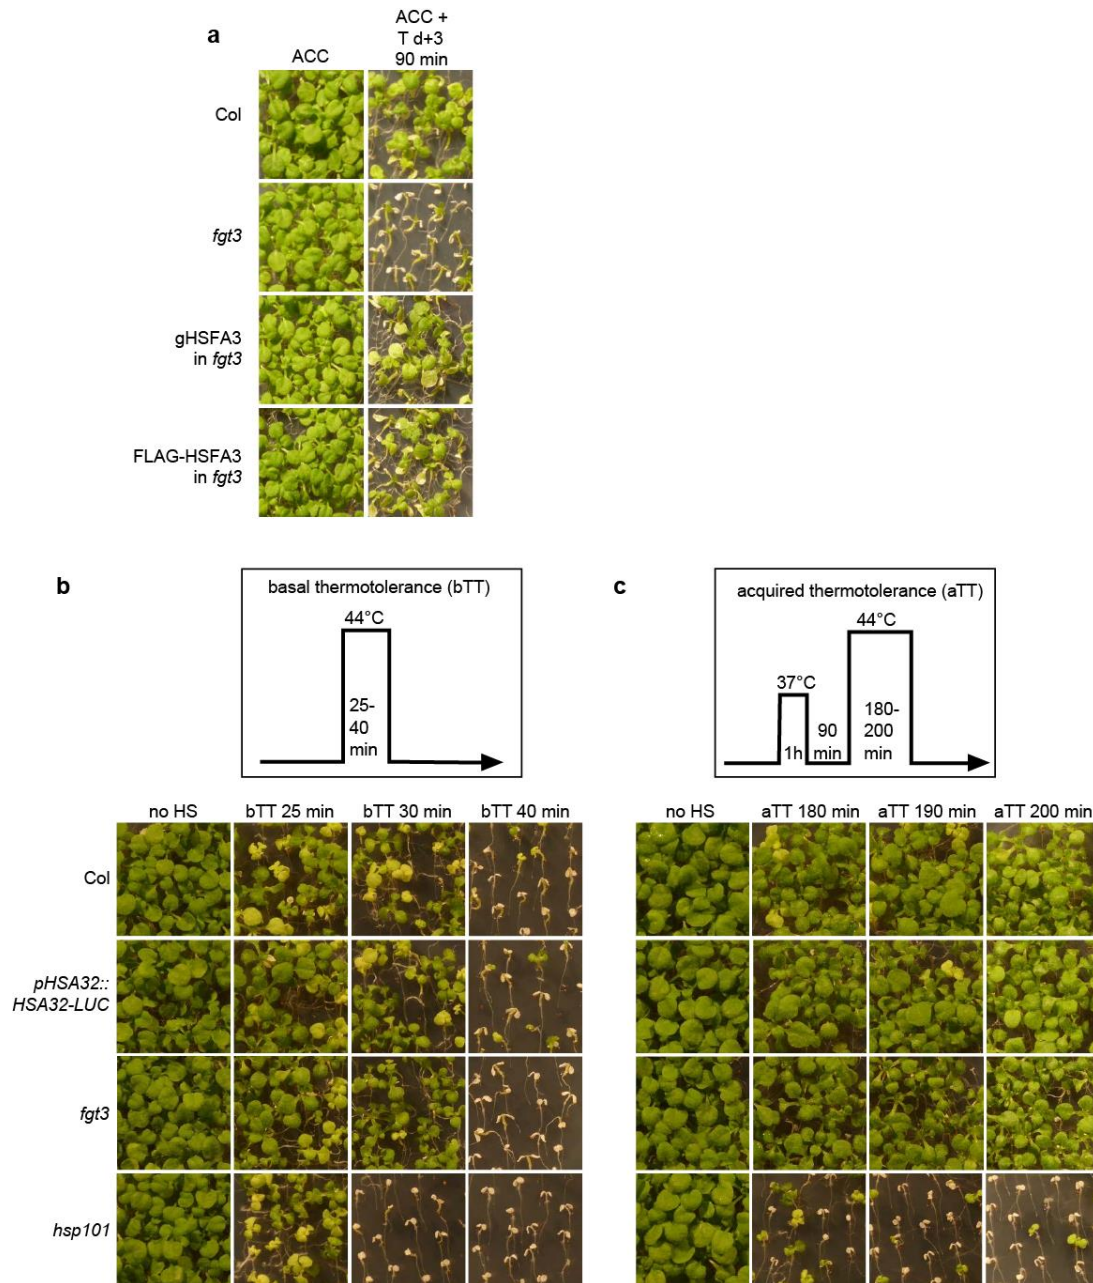 a
ACC
ACC +
T d+3
90 min
Col
fgt3
gHSFA3
in fgt3
FLAG-HSFA3
in fgt3
b
basal thermotolerance (bTT)
44°C
25-
40
min
no HS bTT 25 min bTT 30 min bTT 40 min
Col
pHSA32::
HSA32-LUC
fgt3
hsp101
c
acquired thermotolerance (aTT)
44°C
37°C
180-
200
min
90
min
1h
no HS aTT 180 min aTT 190 min aTT 200 min